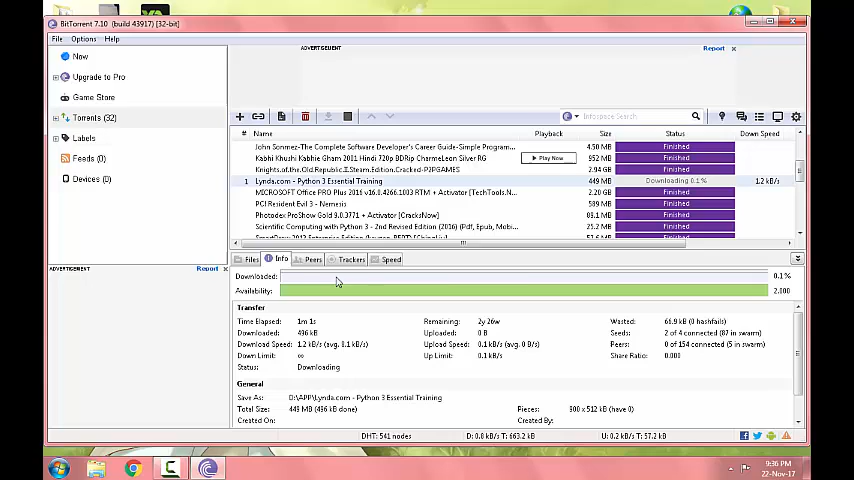 BitTorrent 7.10 (build 43917) [32-bit]
File Options Help
Now
Upgrade to Pro
Game Store
Torrents (32)
Labels
Feeds (0)
Devices (0)
ADVERTISEMENT
Report x
ADVERTISEMENT Report x
Infospace Search
# Name Playback Size Status Down Speed
John Sonmez-The Complete Software Developer's Career Guide-Simple Program... 4.50 MB Finished
Kabhi Khushi Kabhie Gham 2001 Hindi 720p BDRip CharmeLeon Silver RG Play Now 952 MB Finished
Knights.of.the.Old.Republic.II.Steam.Edition.Cracked-P2PGAMES 2.94 GB Finished
1 Lynda.com - Python 3 Essential Training 449 MB Downloading 0.1% 1.2 kB/s
MICROSOFT Office PRO Plus 2016 v16.0.4266.1003 RTM + Activator [TechTools.N... 2.20 GB Finished
PC| Resident Evil 3 - Nemesis 589 MB Finished
Photodex ProShow Gold 9.0.3771 + Activator [CracksNow] 89.1 MB Finished
Scientific Computing with Python 3 - 2nd Revised Edition (2016) (Pdf, Epub, Mobi... 25.2 MB Finished
Files Info Peers Trackers Speed
Downloaded: 0.1%
Availability: 2.000
Transfer
Time Elapsed: 1m 1s Remaining: 2y 26w Wasted: 66.9 kB (0 hashfails)
Downloaded: 496 kB Uploaded: 0 B Seeds: 2 of 4 connected (87 in swarm)
Download Speed: 1.2 kB/s (avg. 8.1 kB/s) Upload Speed: 0.1 kB/s (avg. 0 B/s) Peers: 0 of 154 connected (5 in swarm)
Down Limit: ∞ Up Limit: 0.1 kB/s Share Ratio: 0.000
Status: Downloading
General
Save As: D:\APP\Lynda.com - Python 3 Essential Training
Total Size: 449 MB (496 kB done) Pieces: 900 x 512 kB (have 0)
Created On: Created By:
DHT: 541 nodes D: 0.8 kB/s T: 663.2 kB U: 0.2 kB/s T: 57.2 kB
9:36 PM
22-Nov-17